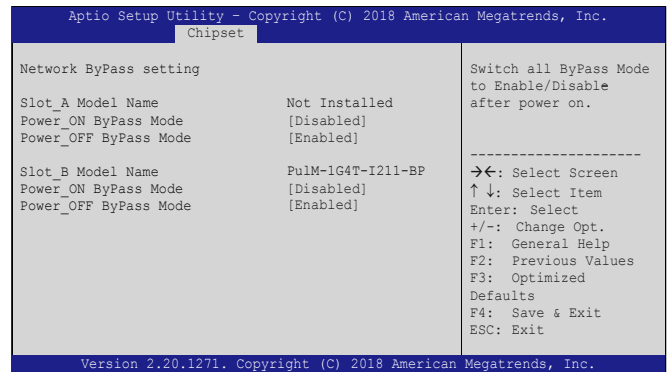 Aptio Setup Utility – Copyright (C) 2018 American Megatrends, Inc.
Chipset
Network ByPass setting
Slot_A Model Name Not Installed
Power_ON ByPass Mode [Disabled]
Power_OFF ByPass Mode [Enabled]
Slot_B Model Name PulM-1G4T-I211-BP
Power_ON ByPass Mode [Disabled]
Power_OFF ByPass Mode [Enabled]
Switch all ByPass Mode
to Enable/Disable
after power on.
---------------------
→←: Select Screen
↑ ↓: Select Item
Enter: Select
+/-: Change Opt.
F1: General Help
F2: Previous Values
F3: Optimized
Defaults
F4: Save & Exit
ESC: Exit
Version 2.20.1271. Copyright (C) 2018 American Megatrends, Inc.